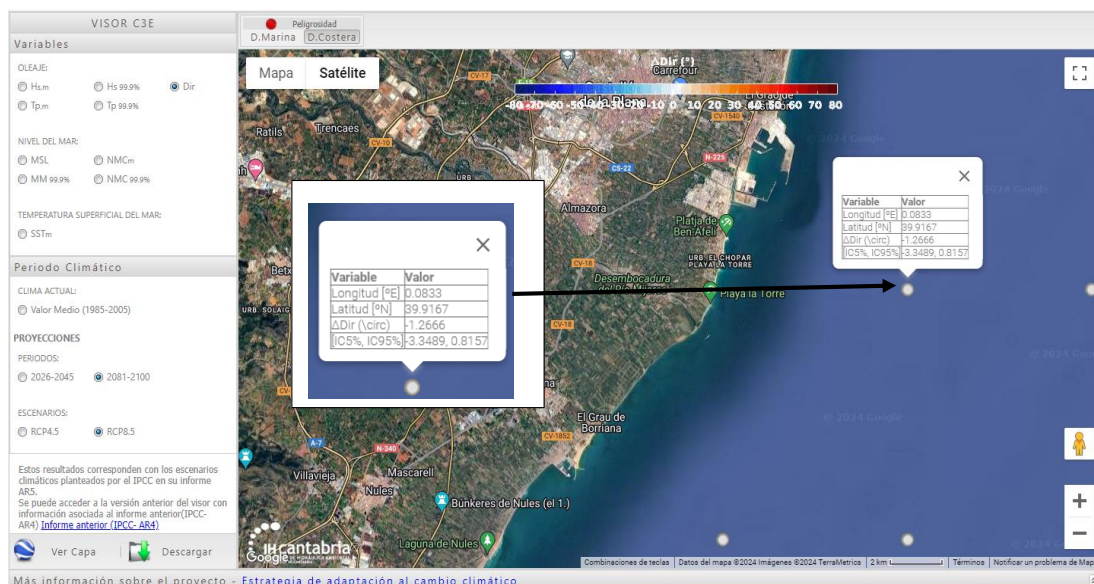 VISOR C3E
Variables
OLEAJE:
Hs.m
Hs 99.9%
Dir
Tp.m
Tp 99.9%
NIVEL DEL MAR:
MSL
NMCm
MM 99.9%
NMC 99.9%
TEMPERATURA SUPERFICIAL DEL MAR:
SSTm
Periodo Climático
CLIMA ACTUAL:
Valor Medio (1985-2005)
PROYECCIONES
PERIODOS:
2026-2045
2081-2100
ESCENARIOS:
RCP4.5
RCP8.5
Estos resultados corresponden con los escenarios
climáticos planteados por el IPCC en su informe
AR5.
Se puede acceder a la versión anterior del visor con
información asociada al informe anterior(IPCC-
AR4) Informe anterior (IPCC- AR4)
Ver Capa
Descargar
Más información sobre el proyecto - Estrategia de adaptación al cambio climático
Peligrosidad
D.Marina
D.Costera
Mapa
Satélite
ΔDir (°)
Carrefour
-80 -70 -60 -50 -40 -30 -20 -10 0 10 20 30 40 50 60 70 80
CV-17
CV-1540
Ratils
Trencaes
CV-10
N-225
CS-22
URB.
Almazora
Platja de
Ben Afelí
URB. EL CHOPAR
PLAYA LA TORRE
CV-18
Desembocadura
Playa la Torre
URB. SOLAIG
CV-18
El Grau de
Borriana
CV-1852
A-7
N-340
Villavieja
Mascarell
Nules
Búnkeres de Nules (el 1.)
Laguna de Nules
IHcantabria
Google
Variable Valor
Longitud [ºE] 0.0833
Latitud [ºN] 39.9167
ΔDir (\circ) -1.2666
[IC5%, IC95%] -3.3489, 0.8157
Variable Valor
Longitud [ºE] 0.0833
Latitud [ºN] 39.9167
ΔDir (\circ) -1.2666
[IC5%, IC95%] -3.3489, 0.8157
© 2024 Google
Combinaciones de teclas
Datos del mapa ©2024 Imágenes ©2024 TerraMetrics
2 km
Términos
Notificar un problema de Map